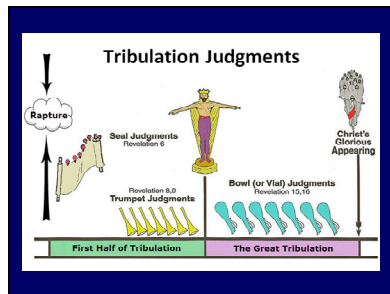 Tribulation Judgments
Rapture
Seal Judgments
Revelation 6
Christ's
Glorious
Appearing
Revelation 8,9
Trumpet Judgments
Bowl (or Vial) Judgments
Revelation 15,16
First Half of Tribulation
The Great Tribulation